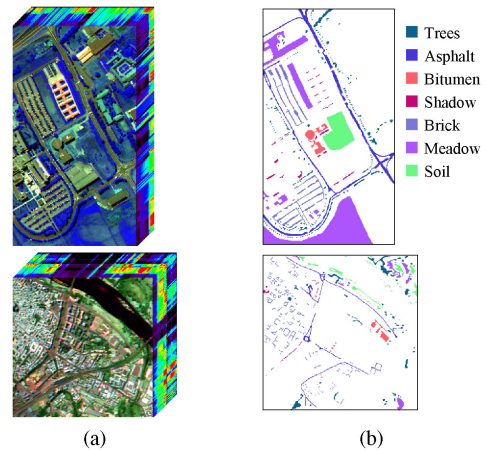 Trees
Asphalt
Bitumen
Shadow
Brick
Meadow
Soil
(a)
(b)